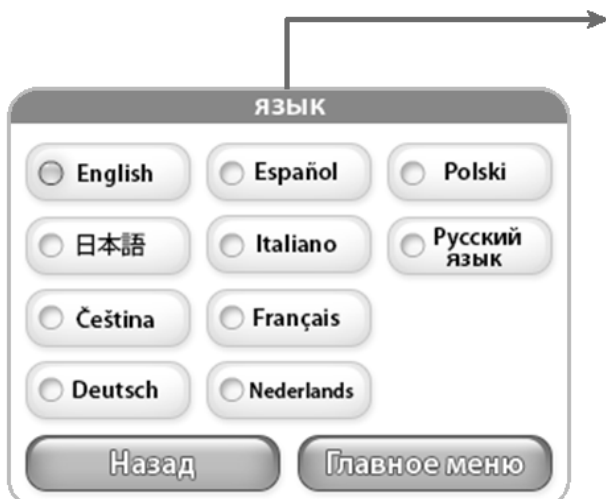 ЯЗЫК
English
Español
Polski
日本語
Italiano
Русский
язык
Čeština
Français
Deutsch
Nederlands
Назад
Главное меню